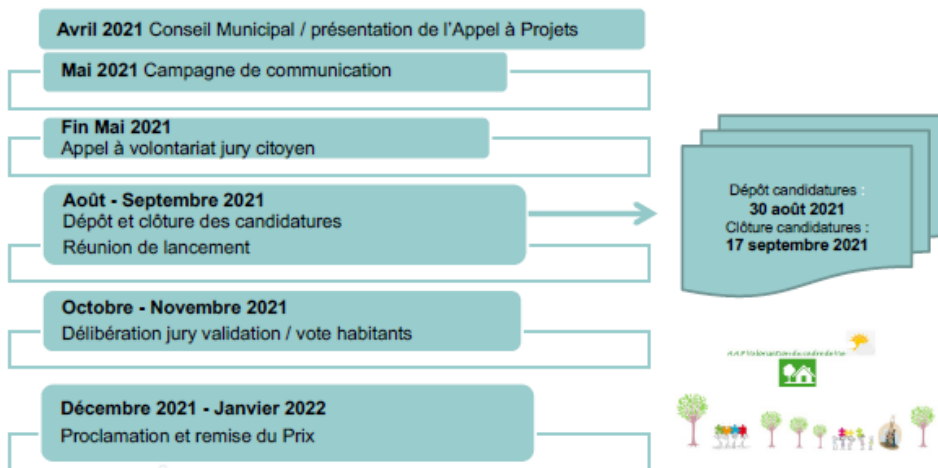 Avril 2021 Conseil Municipal / présentation de l'Appel à Projets
Mai 2021 Campagne de communication
Fin Mai 2021
Appel à volontariat jury citoyen
Août - Septembre 2021
Dépôt et clôture des candidatures
Réunion de lancement
Dépôt candidatures :
30 août 2021
Clôture candidatures :
17 septembre 2021
Octobre - Novembre 2021
Délibération jury validation / vote habitants
Décembre 2021 - Janvier 2022
Proclamation et remise du Prix